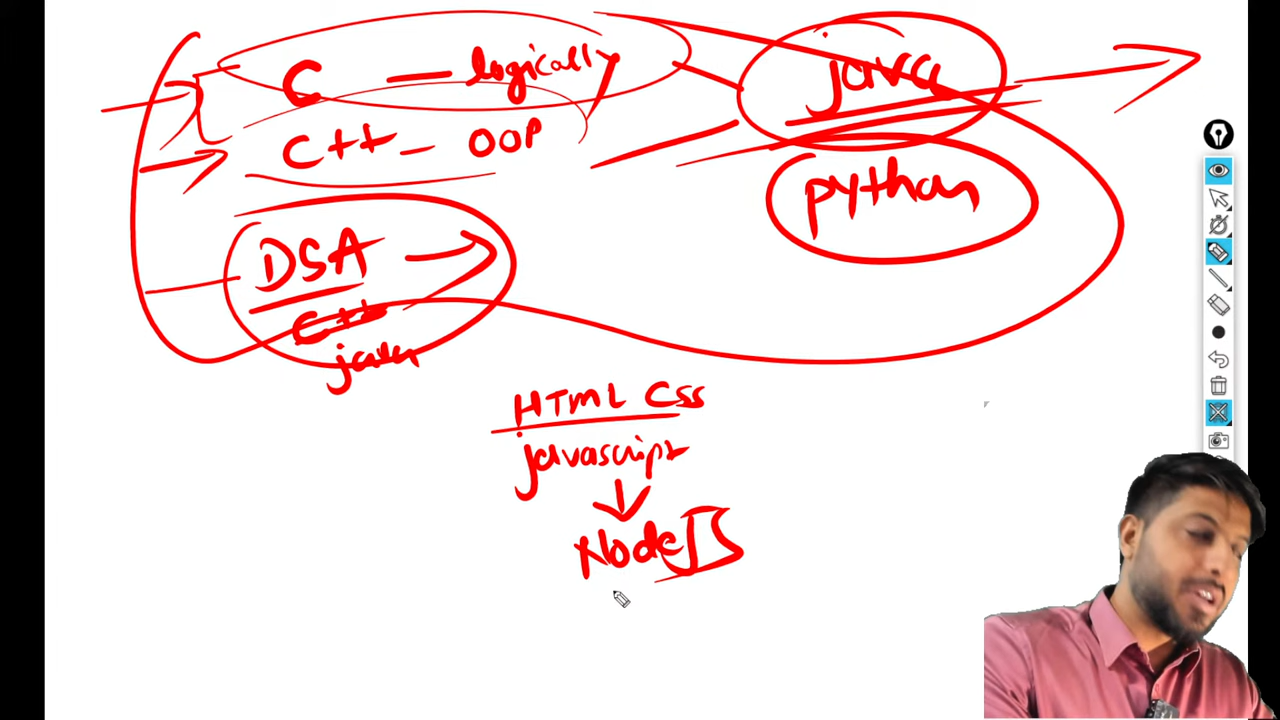 C — logically
C++ - OOP
DSA
C++
java
java
python
HTML CSS
javascript
NodeJS